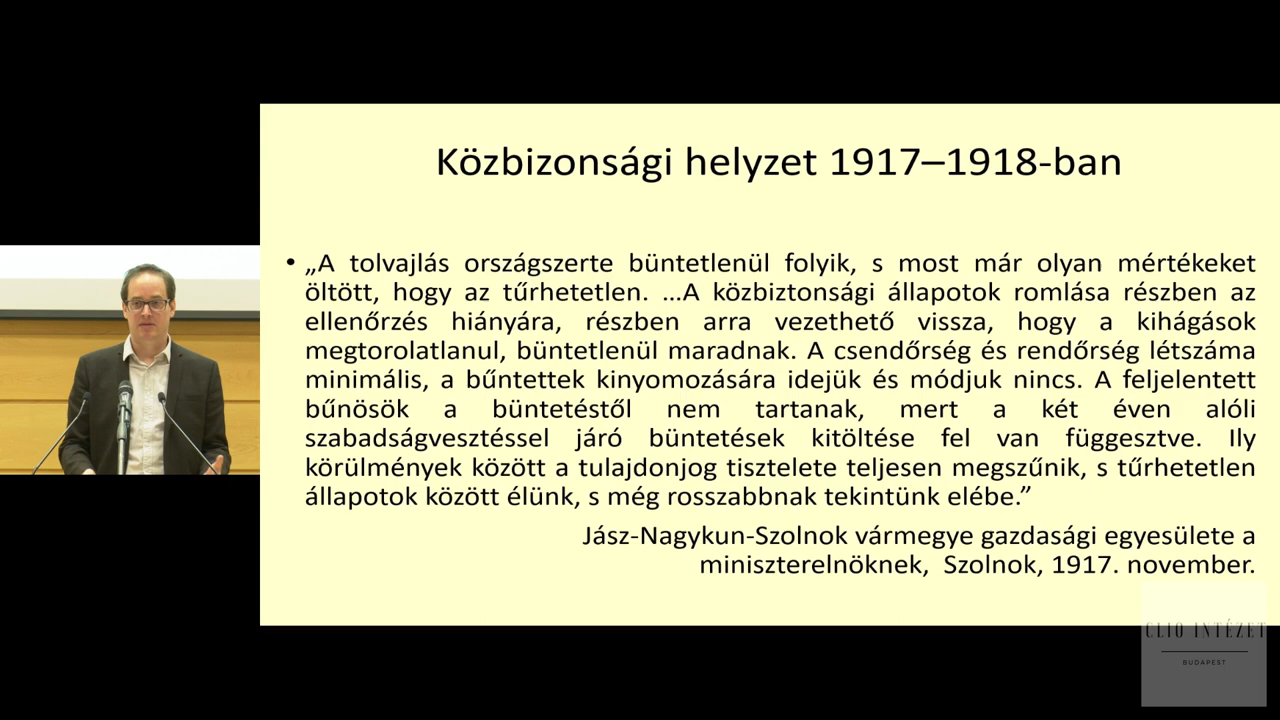 Közbizonsági helyzet 1917–1918-ban
• „A tolvajlás országszerte büntetlenül folyik, s most már olyan mértékeket
öltött, hogy az tűrhetetlen. ...A közbiztonsági állapotok romlása részben az
ellenőrzés hiányára, részben arra vezethető vissza, hogy a kihágások
megtorolatlanul, büntetlenül maradnak. A csendőrség és rendőrség létszáma
minimális, a bűntettek kinyomozására idejük és módjuk nincs. A feljelentett
bűnösök a büntetéstől nem tartanak, mert a két éven alóli
szabadságvesztéssel járó büntetések kitöltése fel van függesztve. Ily
körülmények között a tulajdonjog tisztelete teljesen megszűnik, s tűrhetetlen
állapotok között élünk, s még rosszabbnak tekintünk elébe.”
Jász-Nagykun-Szolnok vármegye gazdasági egyesülete a
miniszterelnöknek, Szolnok, 1917. november.
CLIO INTÉZET
BUDAPEST